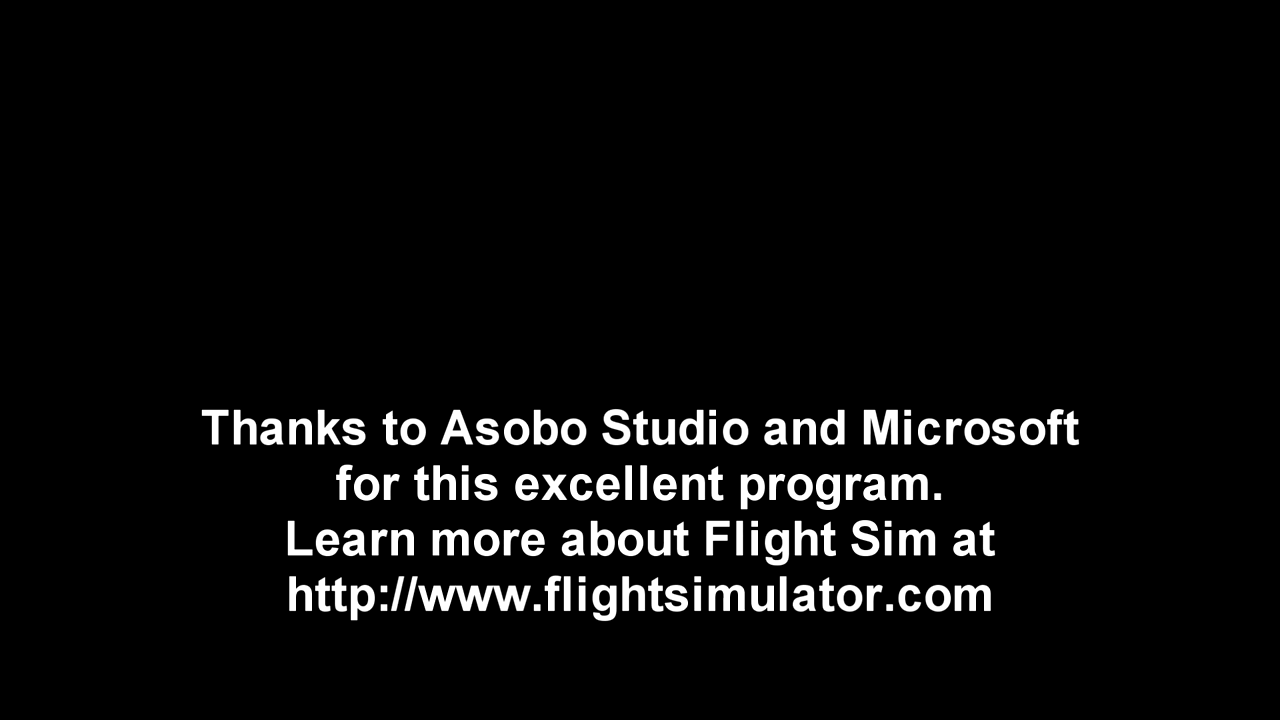 Thanks to Asobo Studio and Microsoft
for this excellent program.
Learn more about Flight Sim at
http://www.flightsimulator.com